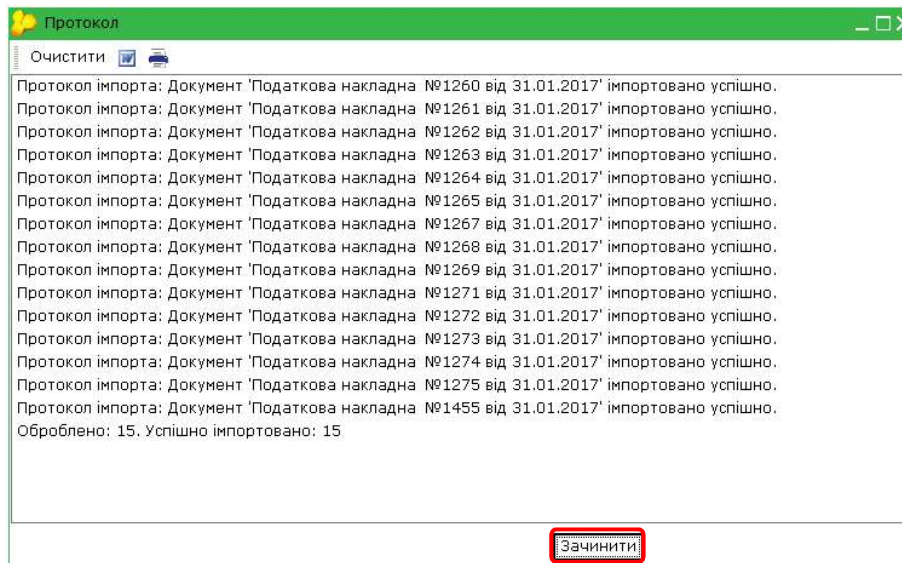 Протокол
Очистити
Протокол імпорта: Документ 'Податкова накладна №1260 від 31.01.2017' імпортовано успішно.
Протокол імпорта: Документ 'Податкова накладна №1261 від 31.01.2017' імпортовано успішно.
Протокол імпорта: Документ 'Податкова накладна №1262 від 31.01.2017' імпортовано успішно.
Протокол імпорта: Документ 'Податкова накладна №1263 від 31.01.2017' імпортовано успішно.
Протокол імпорта: Документ 'Податкова накладна №1264 від 31.01.2017' імпортовано успішно.
Протокол імпорта: Документ 'Податкова накладна №1265 від 31.01.2017' імпортовано успішно.
Протокол імпорта: Документ 'Податкова накладна №1267 від 31.01.2017' імпортовано успішно.
Протокол імпорта: Документ 'Податкова накладна №1268 від 31.01.2017' імпортовано успішно.
Протокол імпорта: Документ 'Податкова накладна №1269 від 31.01.2017' імпортовано успішно.
Протокол імпорта: Документ 'Податкова накладна №1271 від 31.01.2017' імпортовано успішно.
Протокол імпорта: Документ 'Податкова накладна №1272 від 31.01.2017' імпортовано успішно.
Протокол імпорта: Документ 'Податкова накладна №1273 від 31.01.2017' імпортовано успішно.
Протокол імпорта: Документ 'Податкова накладна №1274 від 31.01.2017' імпортовано успішно.
Протокол імпорта: Документ 'Податкова накладна №1275 від 31.01.2017' імпортовано успішно.
Протокол імпорта: Документ 'Податкова накладна №1455 від 31.01.2017' імпортовано успішно.
Оброблено: 15. Успішно імпортовано: 15
Зачинити